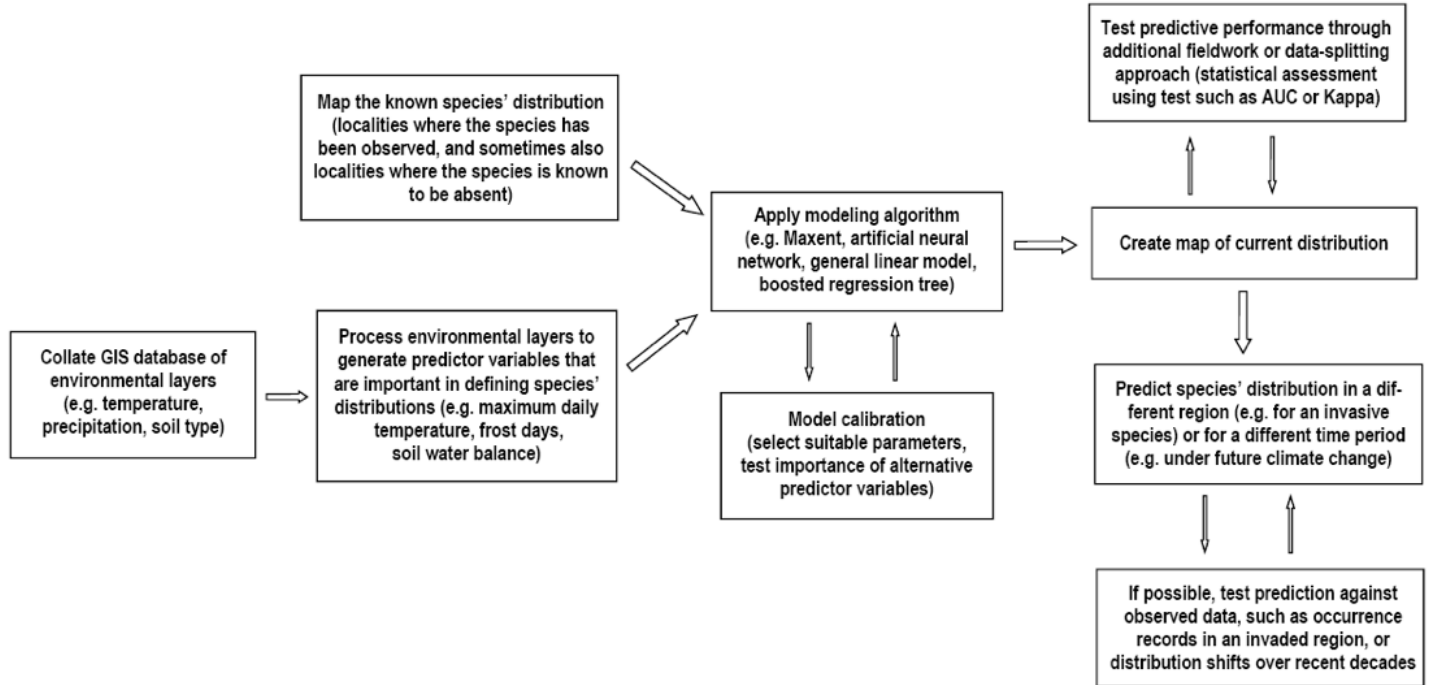 Collate GIS database of
environmental layers
(e.g. temperature,
precipitation, soil type)
Map the known species’ distribution
(localities where the species has
been observed, and sometimes also
localities where the species is known
to be absent)
Process environmental layers to
generate predictor variables that
are important in defining species’
distributions (e.g. maximum daily
temperature, frost days,
soil water balance)
Apply modeling algorithm
(e.g. Maxent, artificial neural
network, general linear model,
boosted regression tree)
Model calibration
(select suitable parameters,
test importance of alternative
predictor variables)
Test predictive performance through
additional fieldwork or data-splitting
approach (statistical assessment
using test such as AUC or Kappa)
Create map of current distribution
Predict species’ distribution in a dif-
ferent region (e.g. for an invasive
species) or for a different time period
(e.g. under future climate change)
If possible, test prediction against
observed data, such as occurrence
records in an invaded region, or
distribution shifts over recent decades